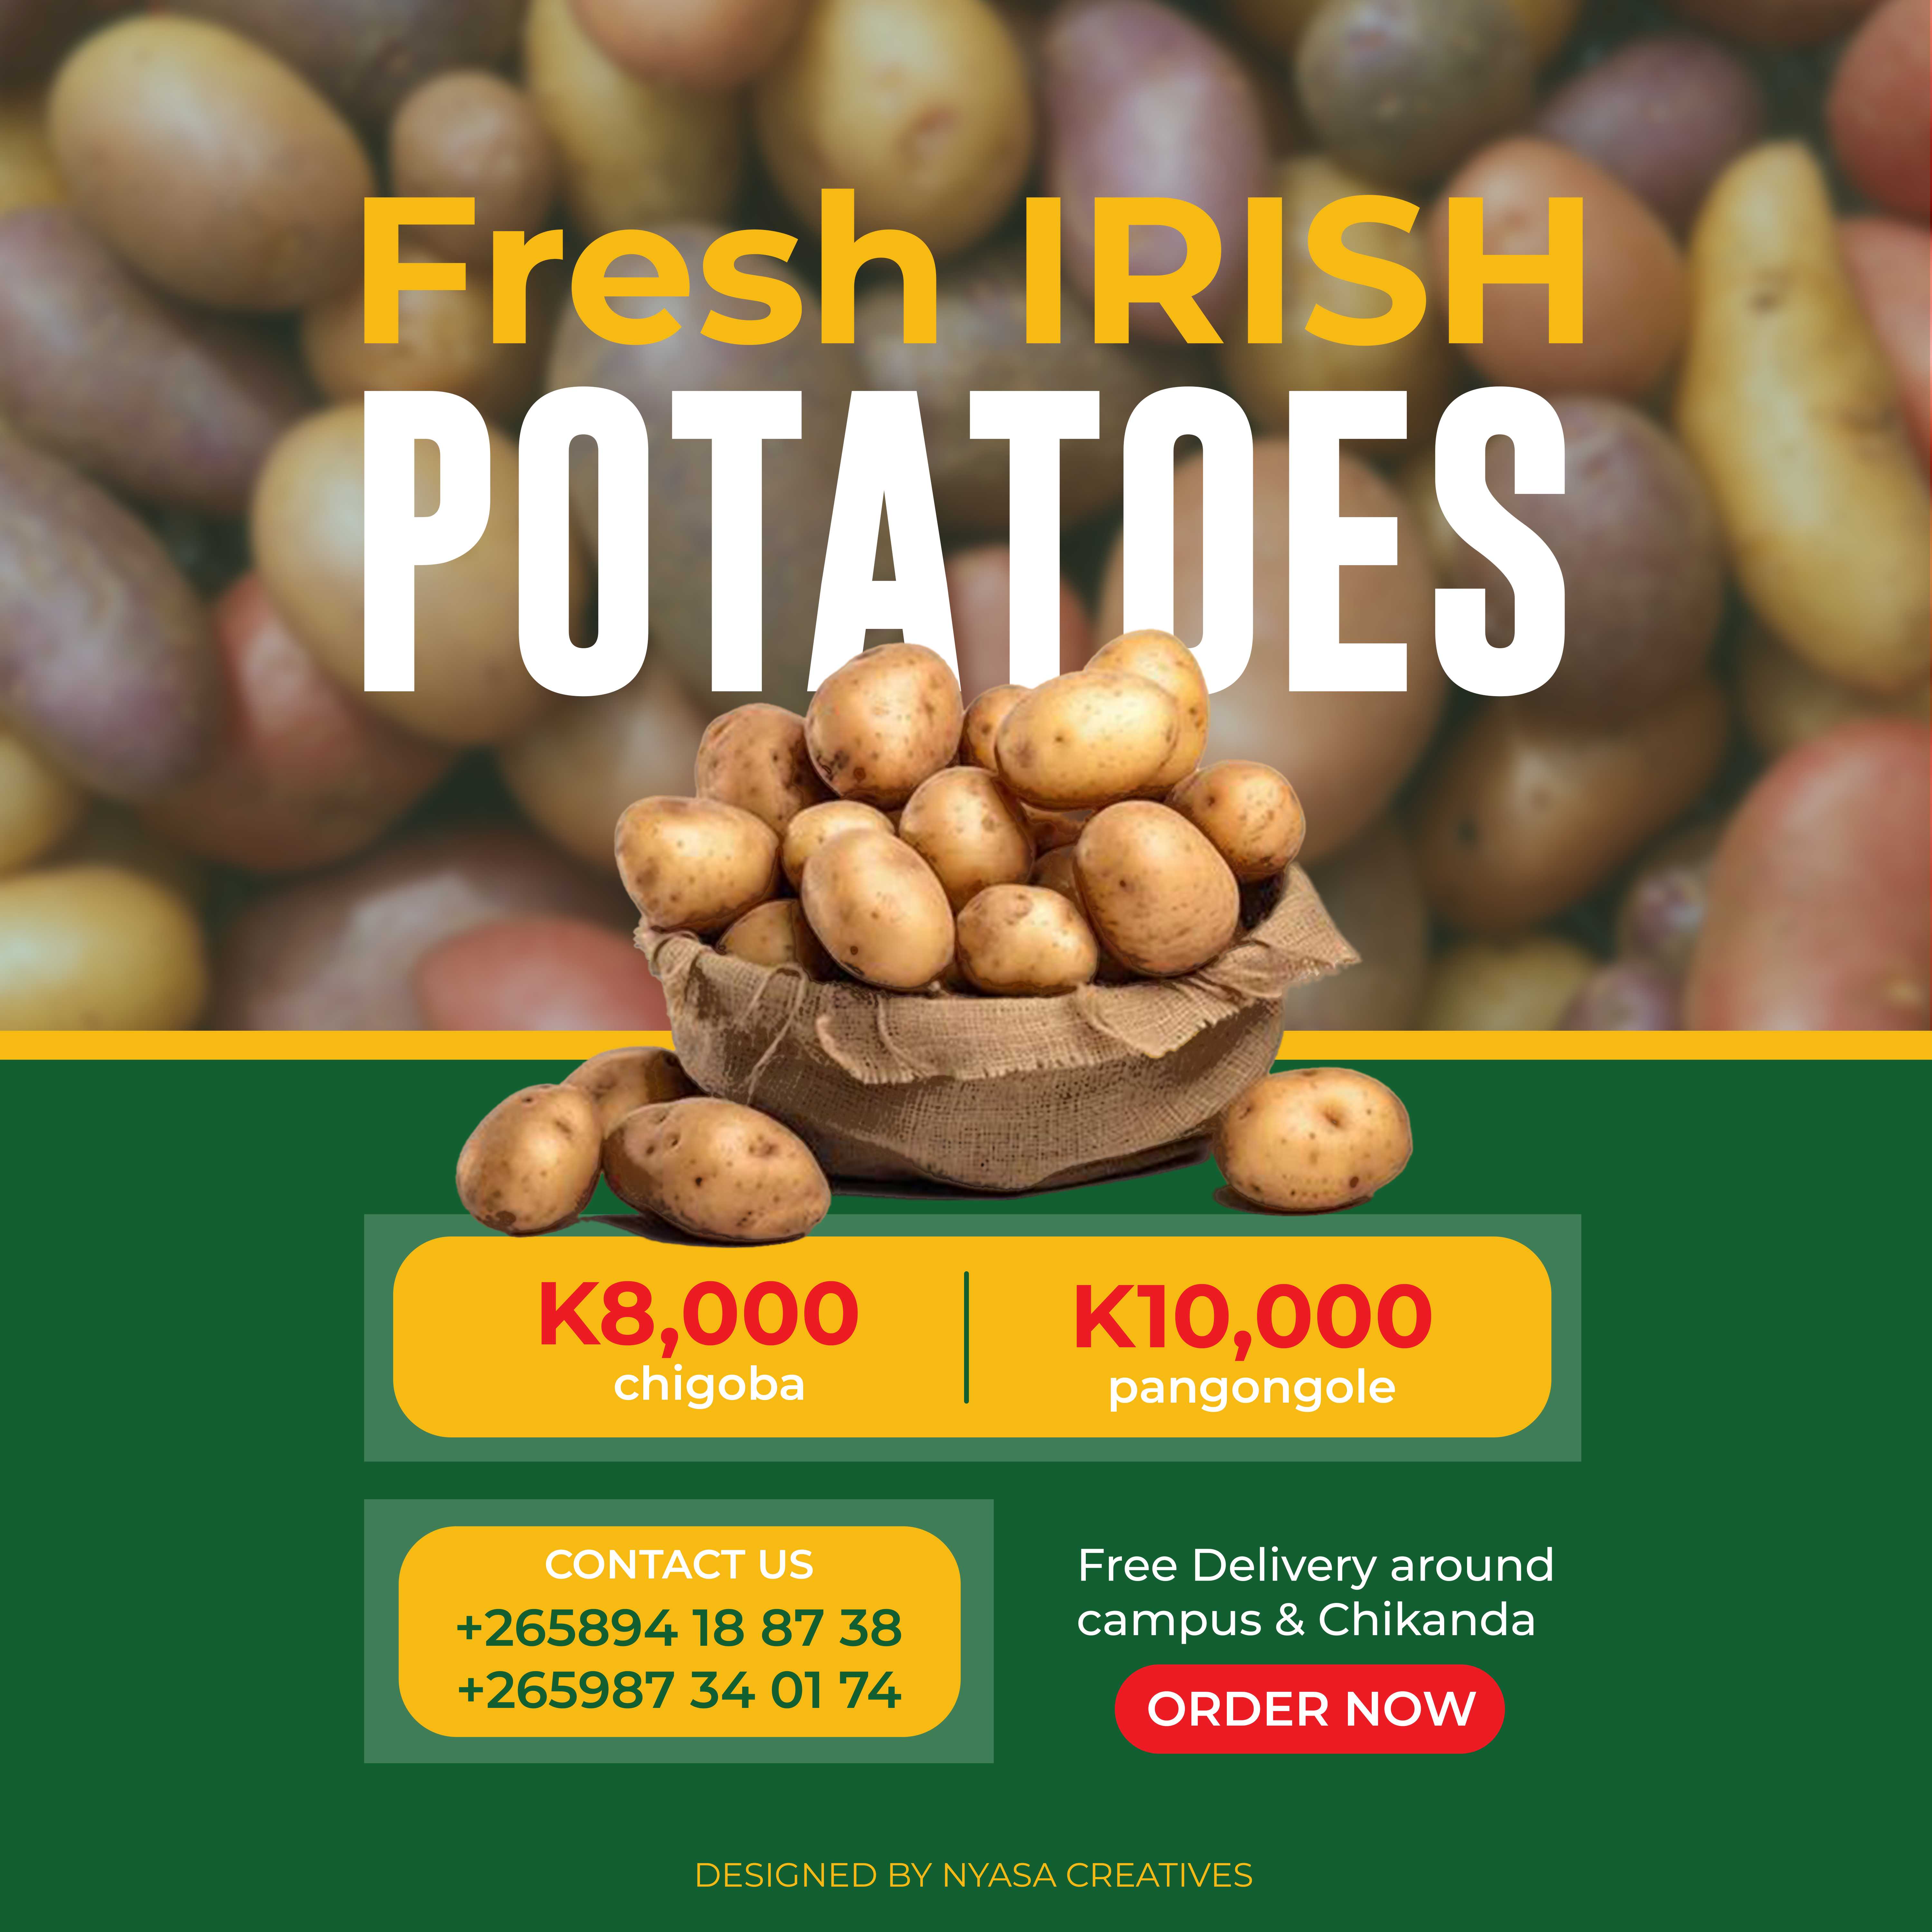 Fresh IRISH
POTATOES
K8,000
chigoba
K10,000
pangongole
CONTACT US
+265894 18 87 38
+265987 34 01 74
Free Delivery around
campus & Chikanda
ORDER NOW
DESIGNED BY NYASA CREATIVES